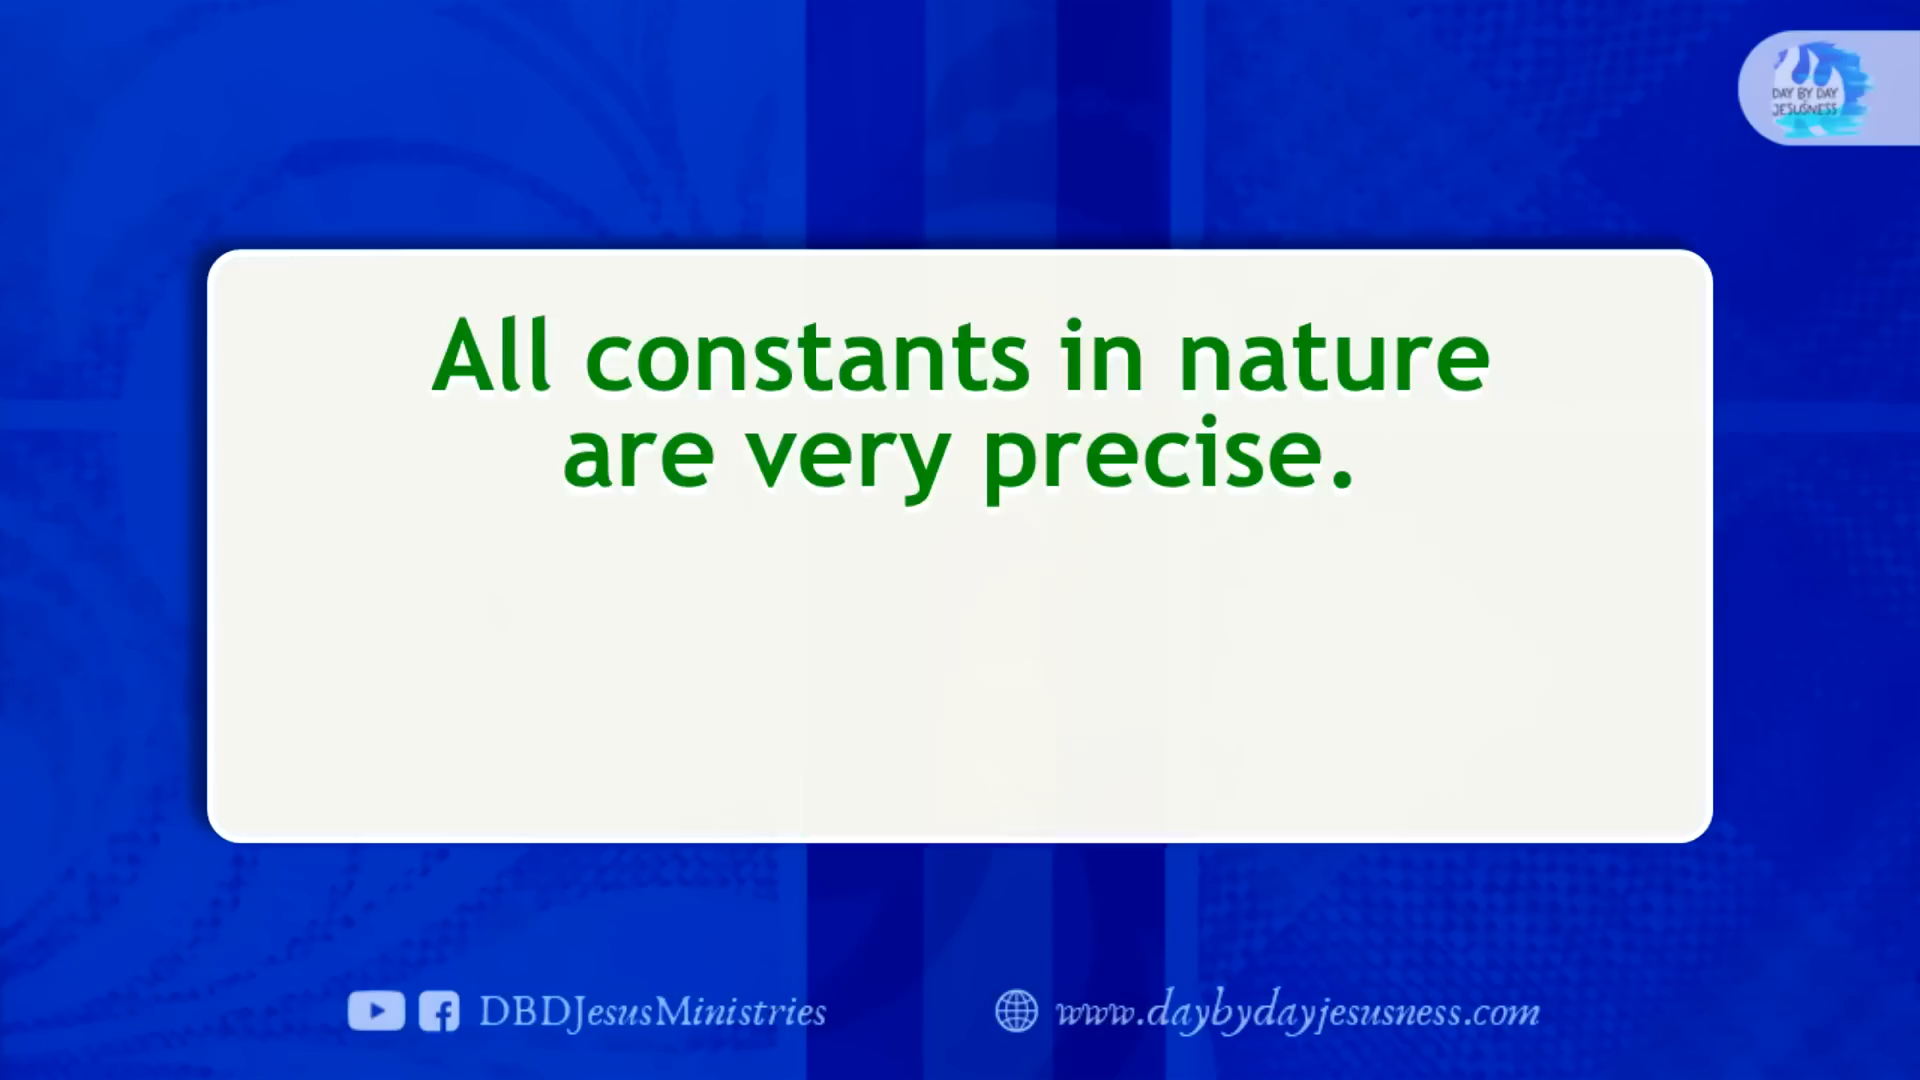 DAY BY DAY
JESUSNESS
All constants in nature
are very precise.
DBDJesusMinistries
www.daybydayjesusness.com